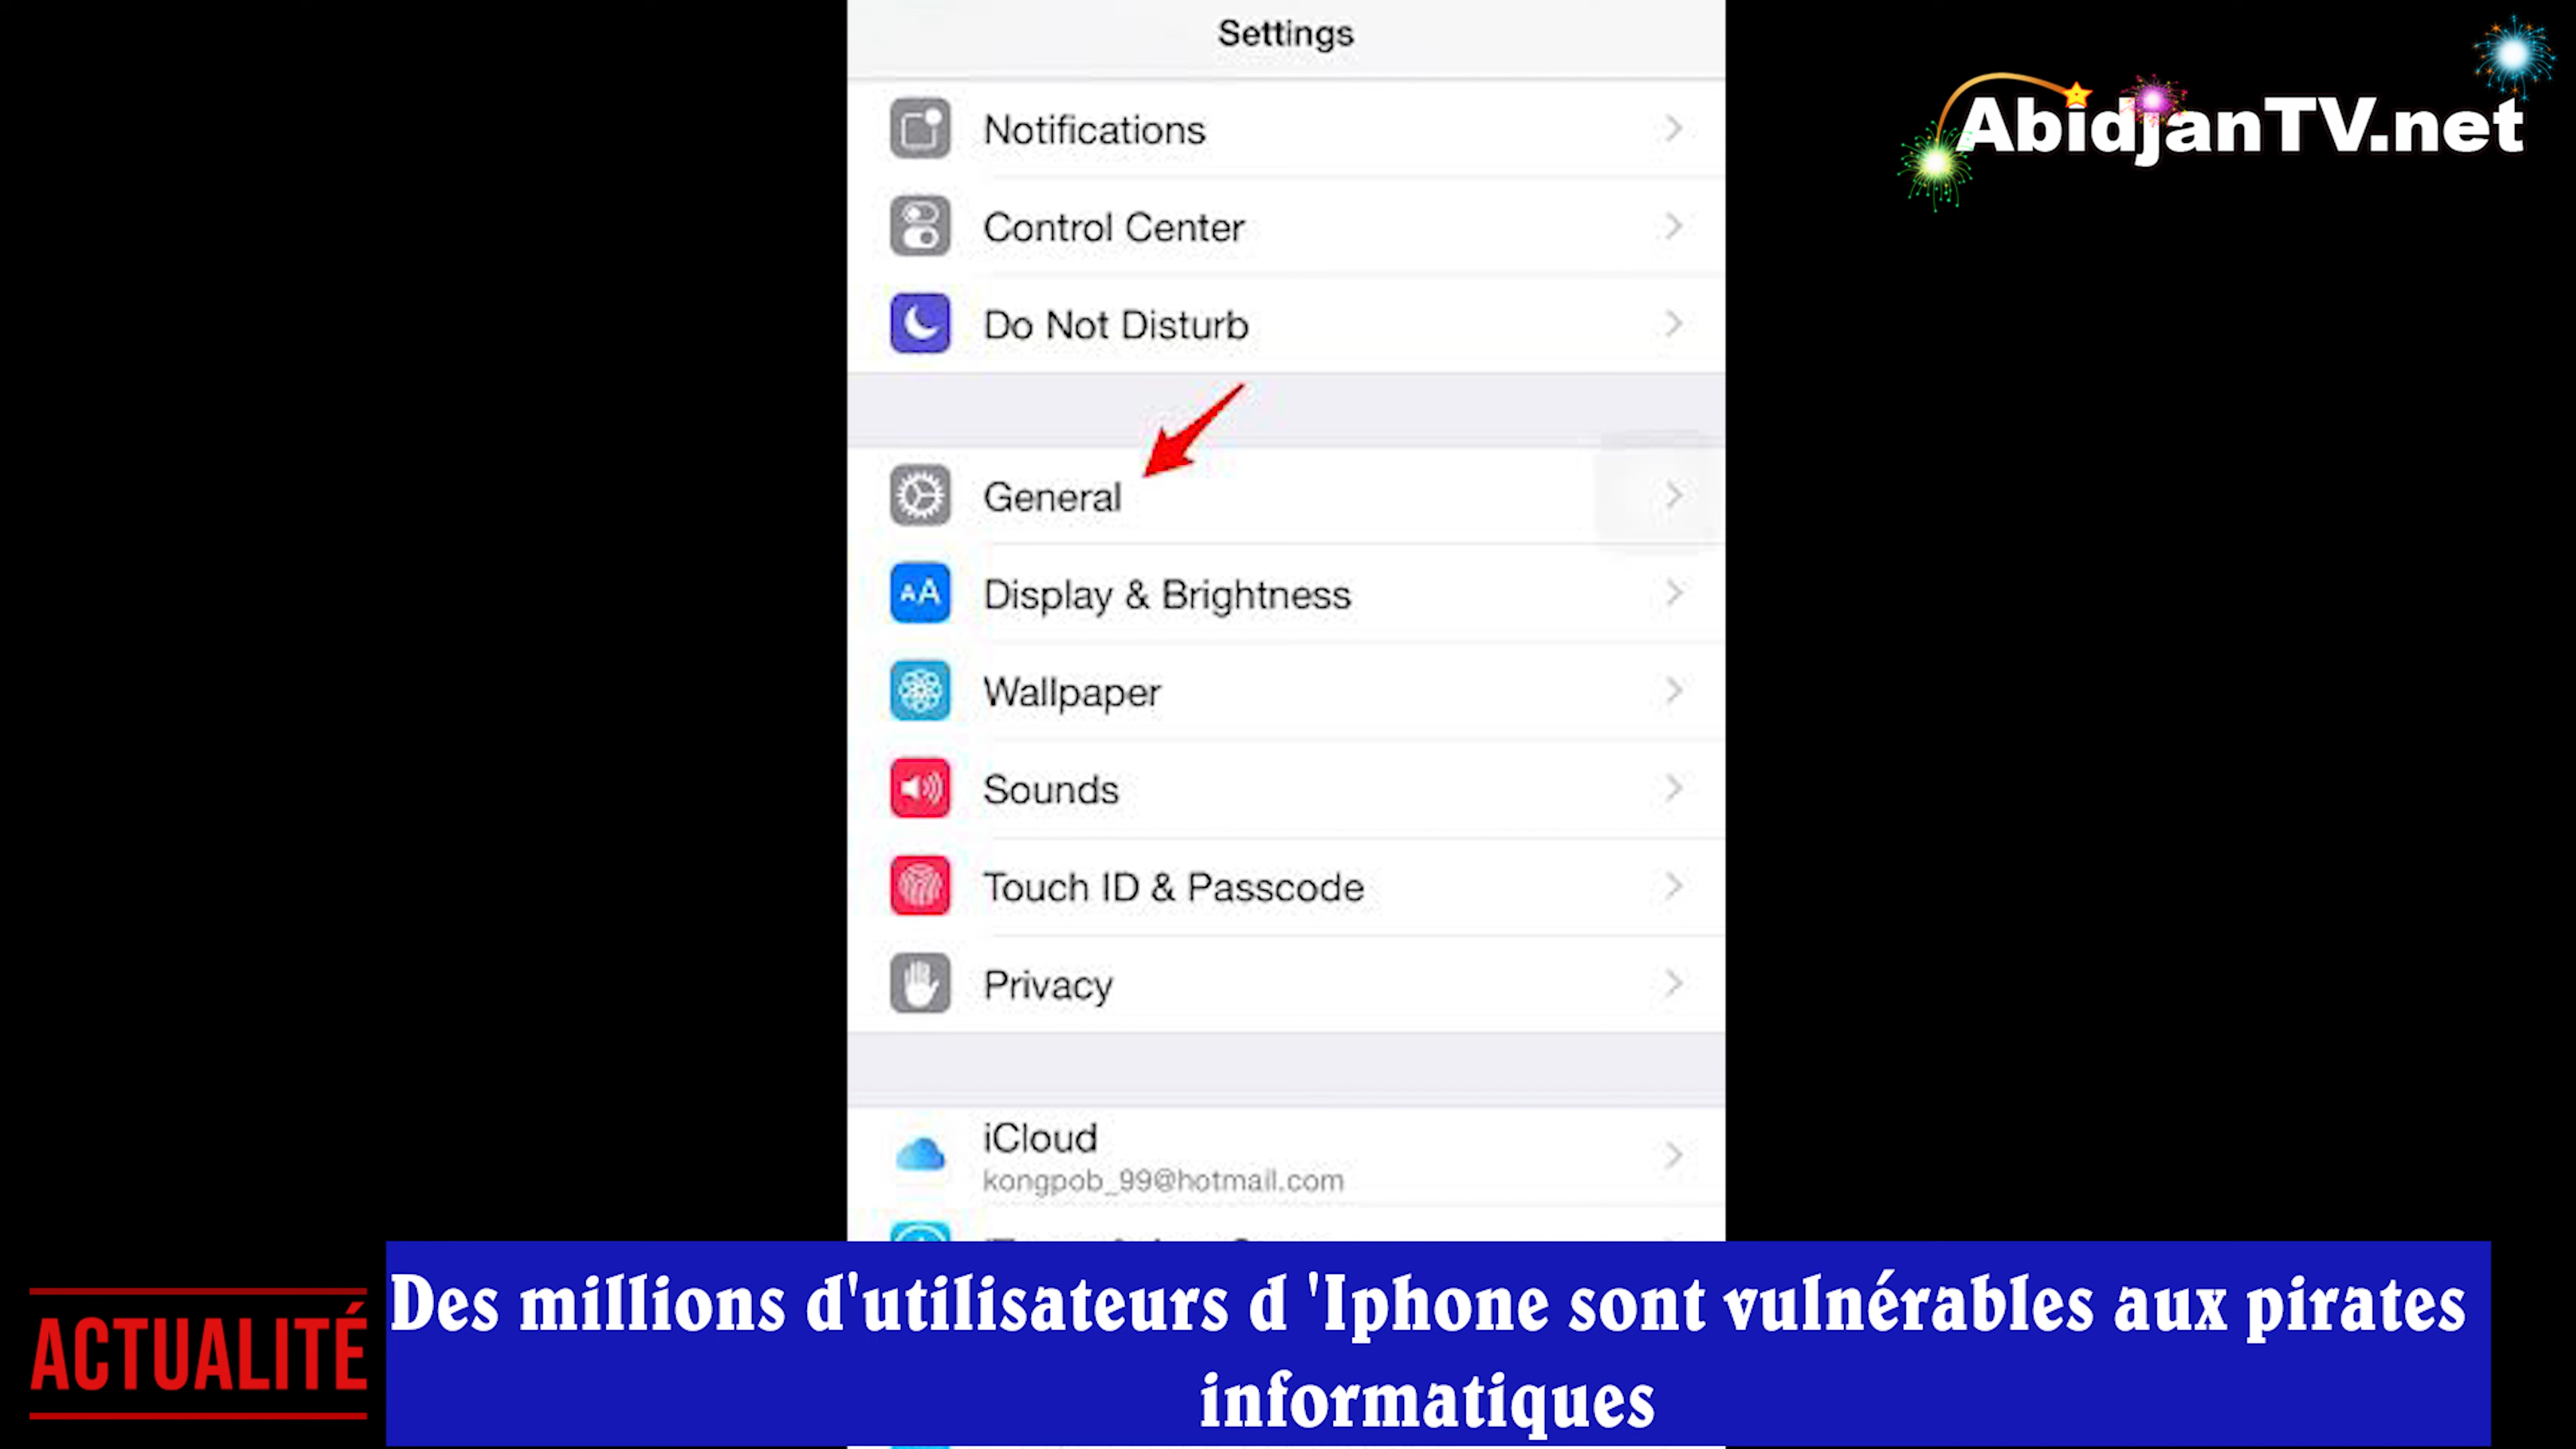 Settings
AbidjanTV.net
Notifications
Control Center
Do Not Disturb
General
AA Display & Brightness
Wallpaper
Sounds
Touch ID & Passcode
Privacy
iCloud
kongpob_99@hotmail.com
ACTUALITÉ
Des millions d'utilisateurs d 'Iphone sont vulnérables aux pirates
informatiques